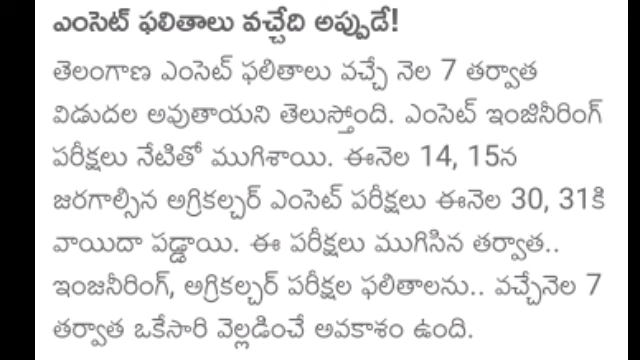 ఎంసెట్ ఫలితాలు వచ్చేది అప్పుడే!
తెలంగాణ ఎంసెట్ ఫలితాలు వచ్చే నెల 7 తర్వాత
విడుదల అవుతాయని తెలుస్తోంది. ఎంసెట్ ఇంజినీరింగ్
పరీక్షలు నేటితో ముగిశాయి. ఈనెల 14, 15న
జరగాల్సిన అగ్రికల్చర్ ఎంసెట్ పరీక్షలు ఈనెల 30, 31కి
వాయిదా పడ్డాయి. ఈ పరీక్షలు ముగిసిన తర్వాత..
ఇంజనీరింగ్, అగ్రికల్చర్ పరీక్షల ఫలితాలను.. వచ్చేనెల 7
తర్వాత ఒకేసారి వెల్లడించే అవకాశం ఉంది.